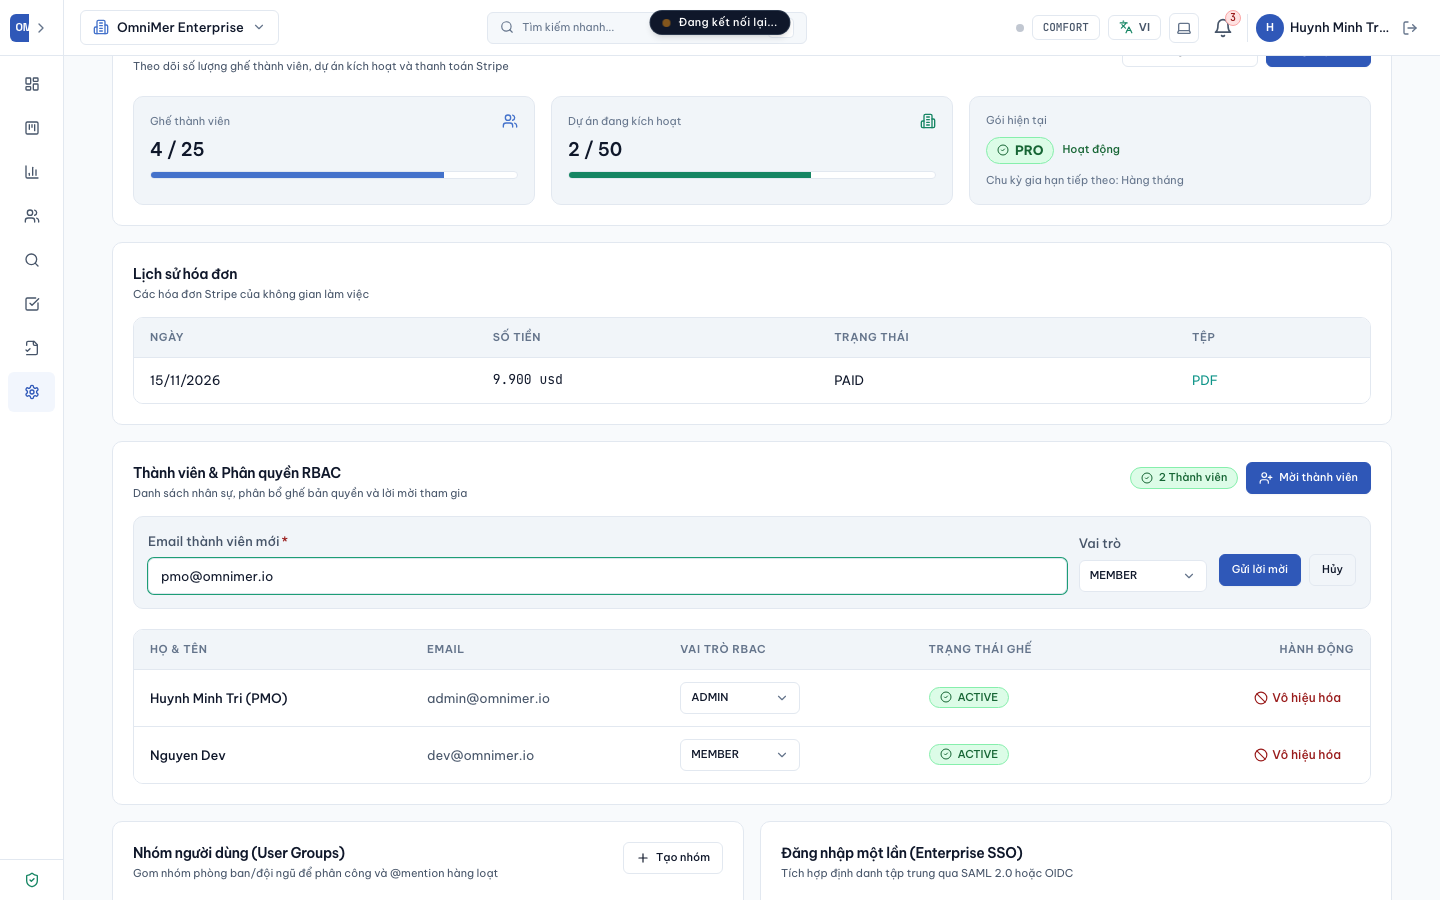 OmniMer Enterprise
Tìm kiếm nhanh...
Đang kết nối lại...
COMFORT
VI
3
H
Huynh Minh Tr...
Theo dõi số lượng ghế thành viên, dự án kích hoạt và thanh toán Stripe
Ghế thành viên
4 / 25
Dự án đang kích hoạt
2 / 50
Gói hiện tại
PRO
Hoạt động
Chu kỳ gia hạn tiếp theo: Hàng tháng
Lịch sử hóa đơn
Các hóa đơn Stripe của không gian làm việc
NGÀY SỐ TIỀN TRẠNG THÁI TỆP
15/11/2026 9.900 usd PAID PDF
Thành viên & Phân quyền RBAC
Danh sách nhân sự, phân bổ ghế bản quyền và lời mời tham gia
2 Thành viên
Mời thành viên
Email thành viên mới *
pmo@omnimer.io
Vai trò
MEMBER
Gửi lời mời
Hủy
HỌ & TÊN EMAIL VAI TRÒ RBAC TRẠNG THÁI GHẾ HÀNH ĐỘNG
Huynh Minh Tri (PMO) admin@omnimer.io ADMIN ACTIVE Vô hiệu hóa
Nguyen Dev dev@omnimer.io MEMBER ACTIVE Vô hiệu hóa
Nhóm người dùng (User Groups)
Gom nhóm phòng ban/đội ngũ để phân công và @mention hàng loạt
Tạo nhóm
Đăng nhập một lần (Enterprise SSO)
Tích hợp định danh tập trung qua SAML 2.0 hoặc OIDC